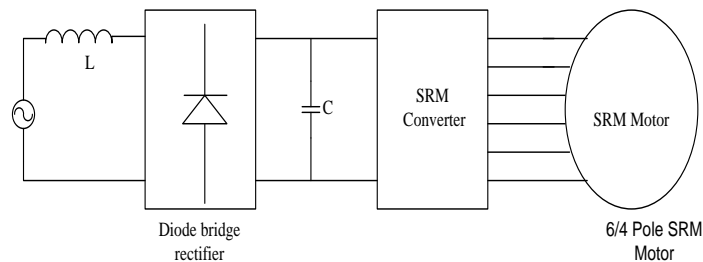 L
C
SRM
Converter
SRM Motor
Diode bridge
rectifier
6/4 Pole SRM
Motor